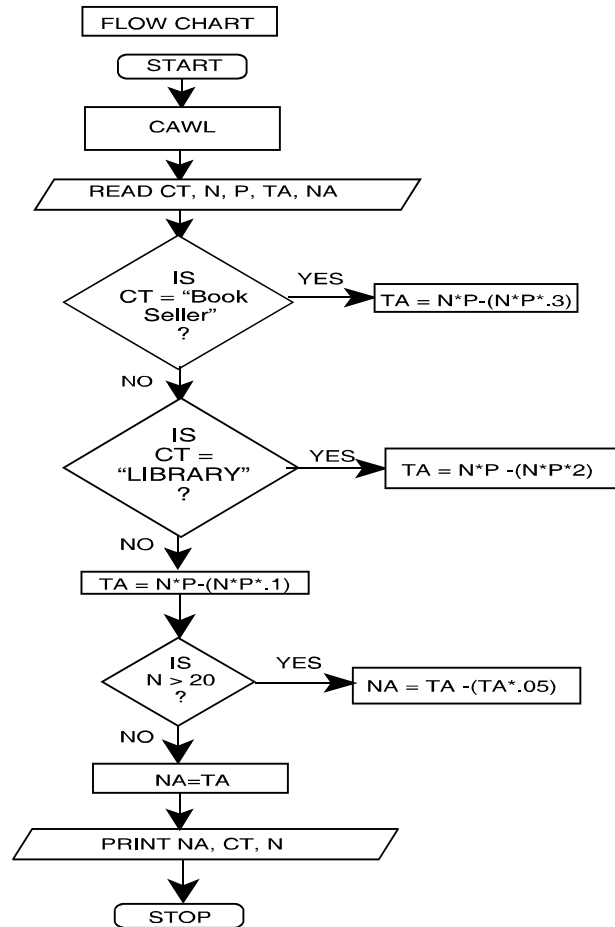 FLOW CHART
START
CAWL
READ CT, N, P, TA, NA
IS
CT = “Book
Seller”
?
YES
TA = N*P-(N*P*.3)
NO
IS
CT =
“LIBRARY”
?
YES
TA = N*P -(N*P*2)
NO
TA = N*P-(N*P*.1)
IS
N > 20
?
YES
NA = TA -(TA*.05)
NO
NA=TA
PRINT NA, CT, N
STOP